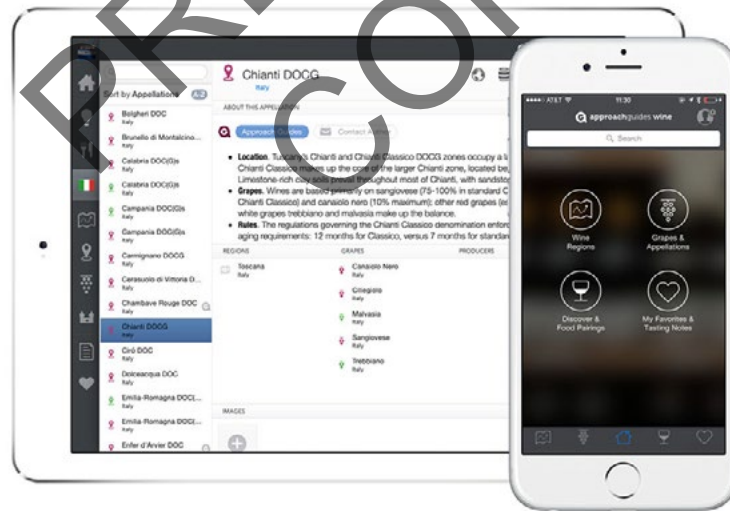 PRE
CO
Sort by Appellations A-Z
Bolgheri DOC
Italy
Brunello di Montalcino...
Italy
Calabria DOC(G)s
Italy
Calabria DOC(G)s
Italy
Campania DOC(G)s
Italy
Campania DOC(G)s
Italy
Carmignano DOCG
Italy
Cerasuolo di Vittoria D...
Italy
Chambave Rouge DOC
Italy
Chianti DOCG
Italy
Cirò DOC
Italy
Dolceacqua DOC
Italy
Emilia-Romagna DOC(...
Italy
Emilia-Romagna DOC(...
Italy
Enfer d'Arvier DOC
Italy
Chianti DOCG
Italy
ABOUT THIS APPELLATION
Approach Guides Contact Author
Location. Tuscany's Chianti and Chianti Classico DOCG zones occupy a
Chianti Classico makes up the core of the larger Chianti zone, located be
Limestone-rich clay soils prevail throughout most of Chianti, with sandsto
Grapes. Wines are based primarily on sangiovese (75-100% in standard C
Chianti Classico) and canaiolo nero (10% maximum); other red grapes
white grapes trebbiano and malvasia make up the balance.
Rules. The regulations governing the Chianti Classico denomination enforc
aging requirements: 12 months for Classico, versus 7 months for standar
REGIONS GRAPES PRODUCERS
Toscana
Italy
Canaiolo Nero
Italy
Ciliegiolo
Italy
Malvasia
Italy
Sangiovese
Italy
Trebbiano
Italy
IMAGES
AT&T 11:30
approachguides wine
Search
Wine
Regions
Grapes &
Appellations
Discover &
Food Pairings
My Favorites &
Tasting Notes